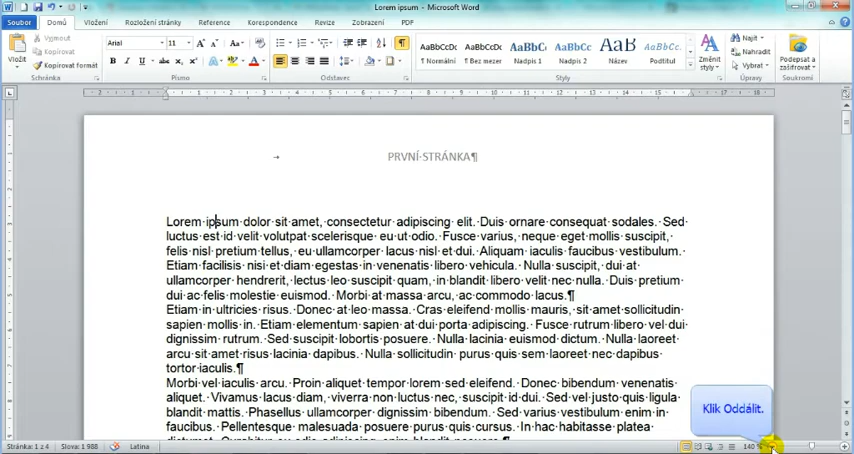 Lorem ipsum - Microsoft Word
Soubor Domů Vložení Rozložení stránky Reference Korespondence Revize Zobrazení PDF
Vložit
Vyjmout
Kopírovat
Kopírovat formát
Schránka
Arial 11
Písmo
Odstavec
AaBbCcDc AaBbCcDc AaBbC AaBbCc AaB AaBbCc.
¶ Normální ¶ Bez mezer Nadpis 1 Nadpis 2 Název Podtitul
Styly
Změnit styly
Najít
Nahradit
Vybrat
Úpravy
Podepsat a zašifrovat
Soukromí
PRVNÍ·STRÁNKA¶
Lorem·ipsum·dolor·sit·amet,·consectetur·adipiscing·elit.·Duis·ornare·consequat·sodales.·Sed·
luctus·est·id·velit·volutpat·scelerisque·eu·ut·odio.·Fusce·varius,·neque·eget·mollis·suscipit,·
felis·nisl·pretium·tellus,·eu·ullamcorper·lacus·nisl·et·dui.·Aliquam·iaculis·faucibus·vestibulum.·
Etiam·facilisis·nisi·et·diam·egestas·in·venenatis·libero·vehicula.·Nulla·suscipit,·dui·at·
ullamcorper·hendrerit,·lectus·leo·suscipit·quam,·in·blandit·libero·nec·nulla.·Duis·pretium·
dui·ac·felis·molestie·euismod.·Morbi·at·massa·arcu,·ac·commodo·lacus.¶
Etiam·in·ultricies·risus.·Donec·at·leo·massa.·Cras·eleifend·mollis·mauris,·sit·amet·sollicitudin·
sapien·mollis·in.·Etiam·elementum·sapien·at·dui·porta·adipiscing.·Fusce·rutrum·libero·vel·dui·
dignissim·rutrum.·Sed·suscipit·lobortis·posuere.·Nulla·lacinia·euismod·dictum.·Nulla·laoreet·
arcu·sit·amet·risus·lacinia·dapibus.·Nulla·sollicitudin·purus·quis·sem·laoreet·nec·dapibus·
tortor·iaculis.¶
Morbi·vel·iaculis·arcu.·Proin·aliquet·tempor·lorem·sed·eleifend.·Donec·bibendum·venenatis·
aliquet.·Vivamus·lacus·diam,·viverra·non·luctus·nec,·suscipit·id·dui.·Sed·vel·justo·quis·ligula·
blandit·mattis.·Phasellus·ullamcorper·dignissim·bibendum.·Sed·varius·vestibulum·enim·in·
faucibus.·Pellentesque·malesuada·posuere·purus·quis·cursus.·In·hac·habitasse·platea·
Klik Oddálit.
Stránka: 1 z 4 Slova: 1 988 Latina 140 %